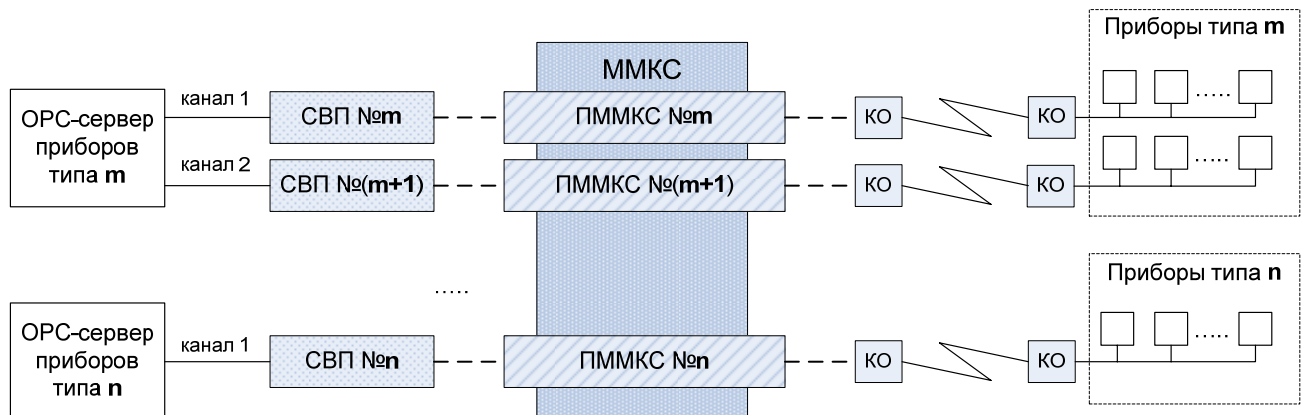 Приборы типа m
ММКС
канал 1
ОРС-сервер
приборов
типа m
СВП №m
ПММКС №m
КО
КО
.....
канал 2
СВП №(m+1)
ПММКС №(m+1)
КО
КО
.....
Приборы типа n
.....
ОРС-сервер
приборов
типа n
канал 1
СВП №n
ПММКС №n
КО
КО
.....